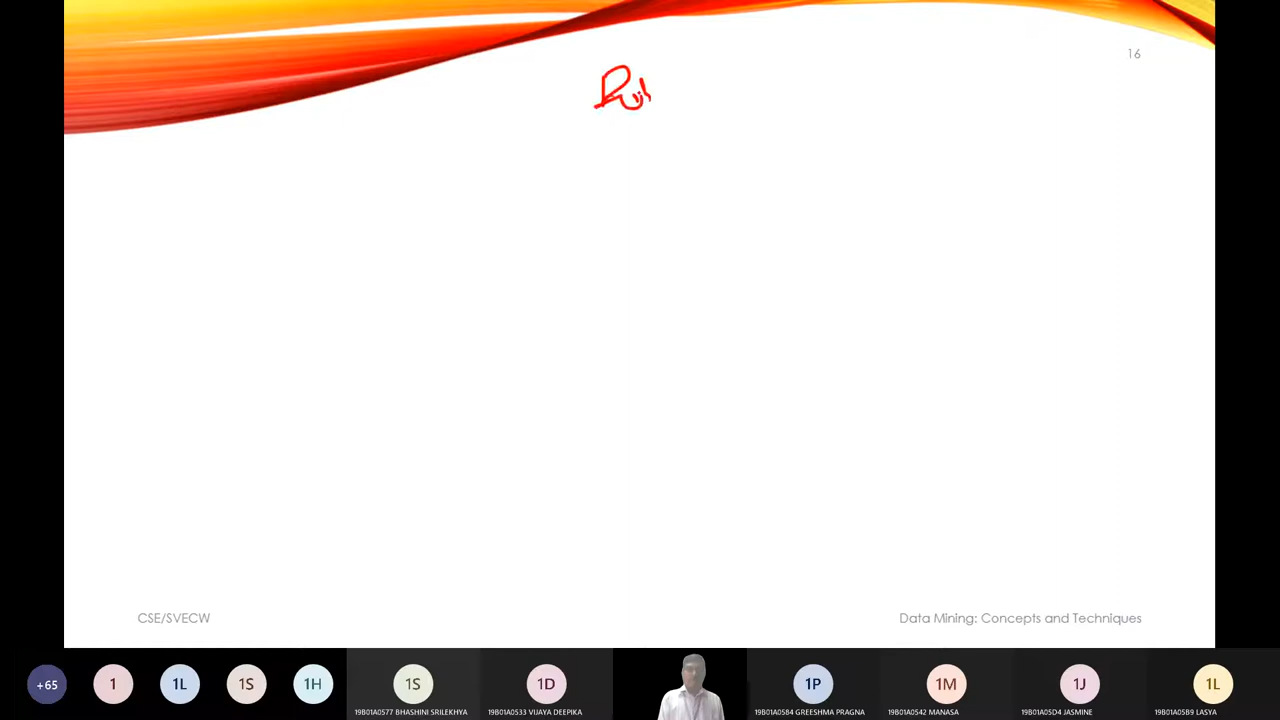 16
CSE/SVECW
Data Mining: Concepts and Techniques
+65
1
1L
1S
1H
1S
1D
1P
1M
1J
1L
19B01A0577 BHASHINI SRILEKHYA
19B01A0533 VIJAYA DEEPIKA
19B01A0584 GREESHMA PRAGNA
19B01A0542 MANASA
19B01A05D4 JASMINE
19B01A05B9 LASYA